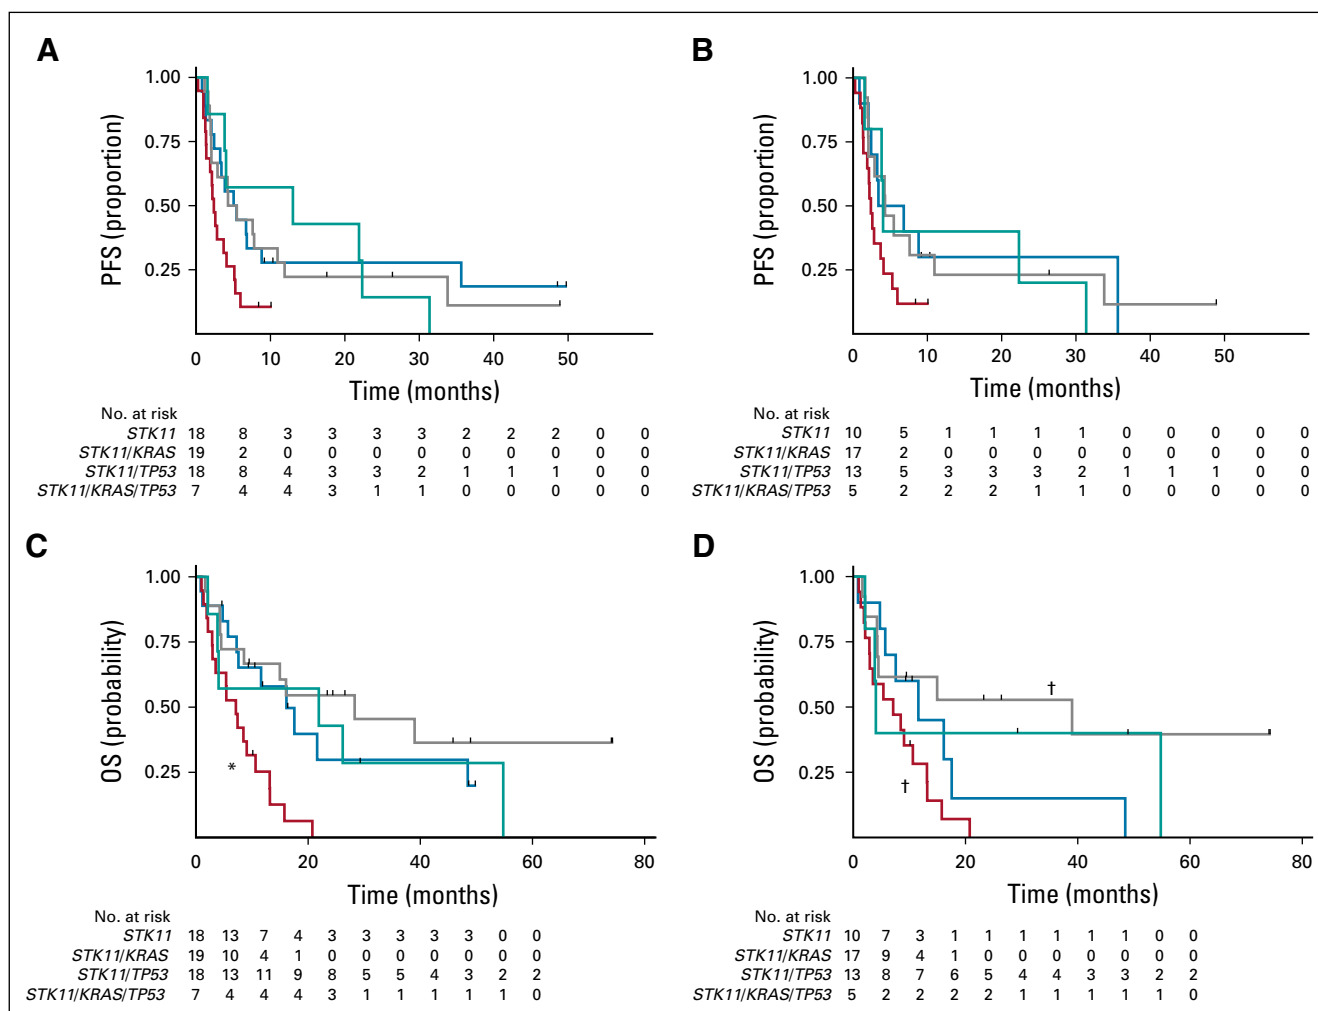 A
1.00
0.75
0.50
0.25
PFS (proportion)
0 10 20 30 40 50
Time (months)
No. at risk
STK11 18 8 3 3 3 3 2 2 2 0 0
STK11/KRAS 19 2 0 0 0 0 0 0 0 0 0
STK11/TP53 18 8 4 3 3 2 1 1 1 0 0
STK11/KRAS/TP53 7 4 4 3 1 1 0 0 0 0 0
B
1.00
0.75
0.50
0.25
PFS (proportion)
0 10 20 30 40 50
Time (months)
No. at risk
STK11 10 5 1 1 1 1 0 0 0 0 0
STK11/KRAS 17 2 0 0 0 0 0 0 0 0 0
STK11/TP53 13 5 3 3 3 2 1 1 1 0 0
STK11/KRAS/TP53 5 2 2 2 1 1 0 0 0 0 0
C
1.00
0.75
0.50
0.25
OS (probability)
*
0 20 40 60 80
Time (months)
No. at risk
STK11 18 13 7 4 3 3 3 3 3 0 0
STK11/KRAS 19 10 4 1 0 0 0 0 0 0 0
STK11/TP53 18 13 11 9 8 5 5 4 3 2 2
STK11/KRAS/TP53 7 4 4 4 3 1 1 1 1 1 0
D
1.00
0.75
0.50
0.25
OS (probability)
†
†
0 20 40 60 80
Time (months)
No. at risk
STK11 10 7 3 1 1 1 1 1 1 0 0
STK11/KRAS 17 9 4 1 0 0 0 0 0 0 0
STK11/TP53 13 8 7 6 5 4 4 3 3 2 2
STK11/KRAS/TP53 5 2 2 2 2 1 1 1 1 1 0